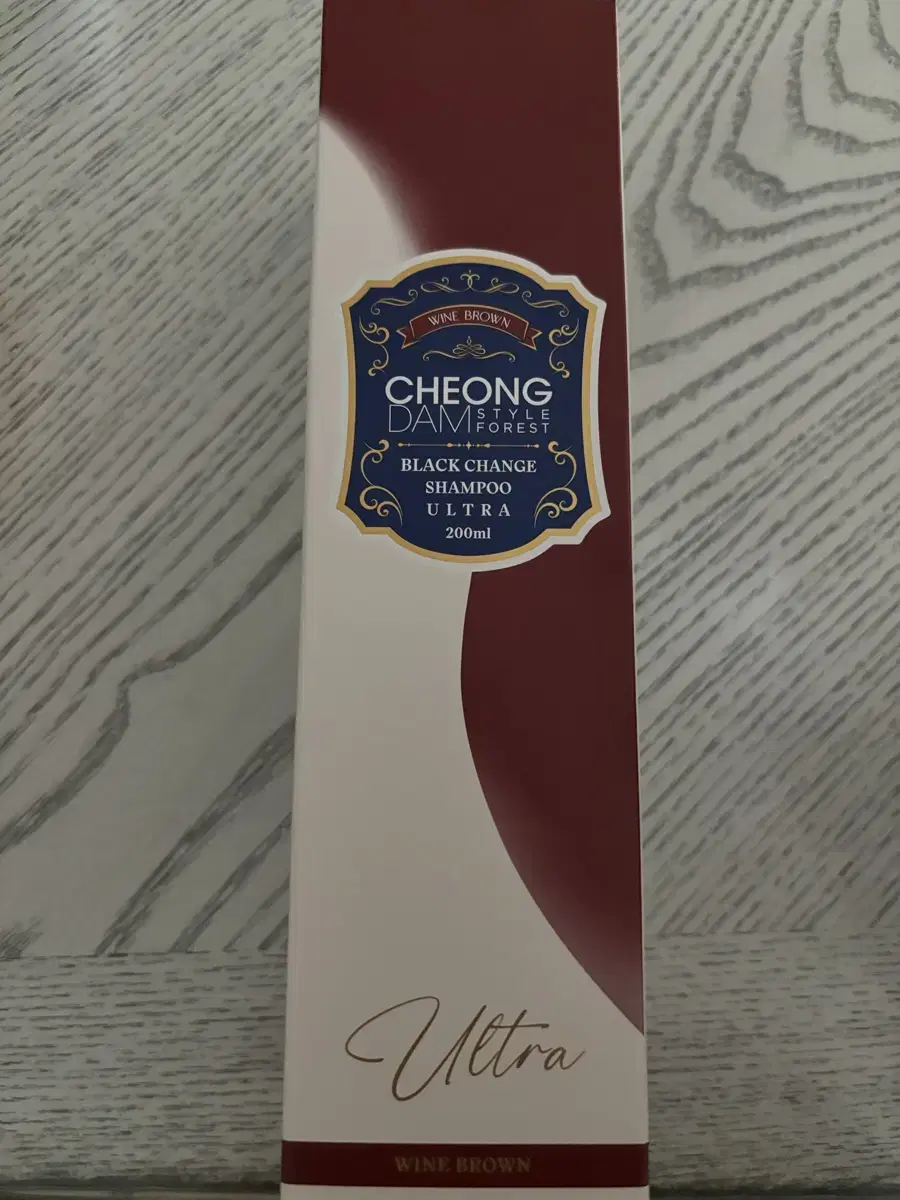 WINE BROWN
CHEONG
DAM STYLE
FOREST
BLACK CHANGE
SHAMPOO
ULTRA
200ml
Ultra
WINE BROWN